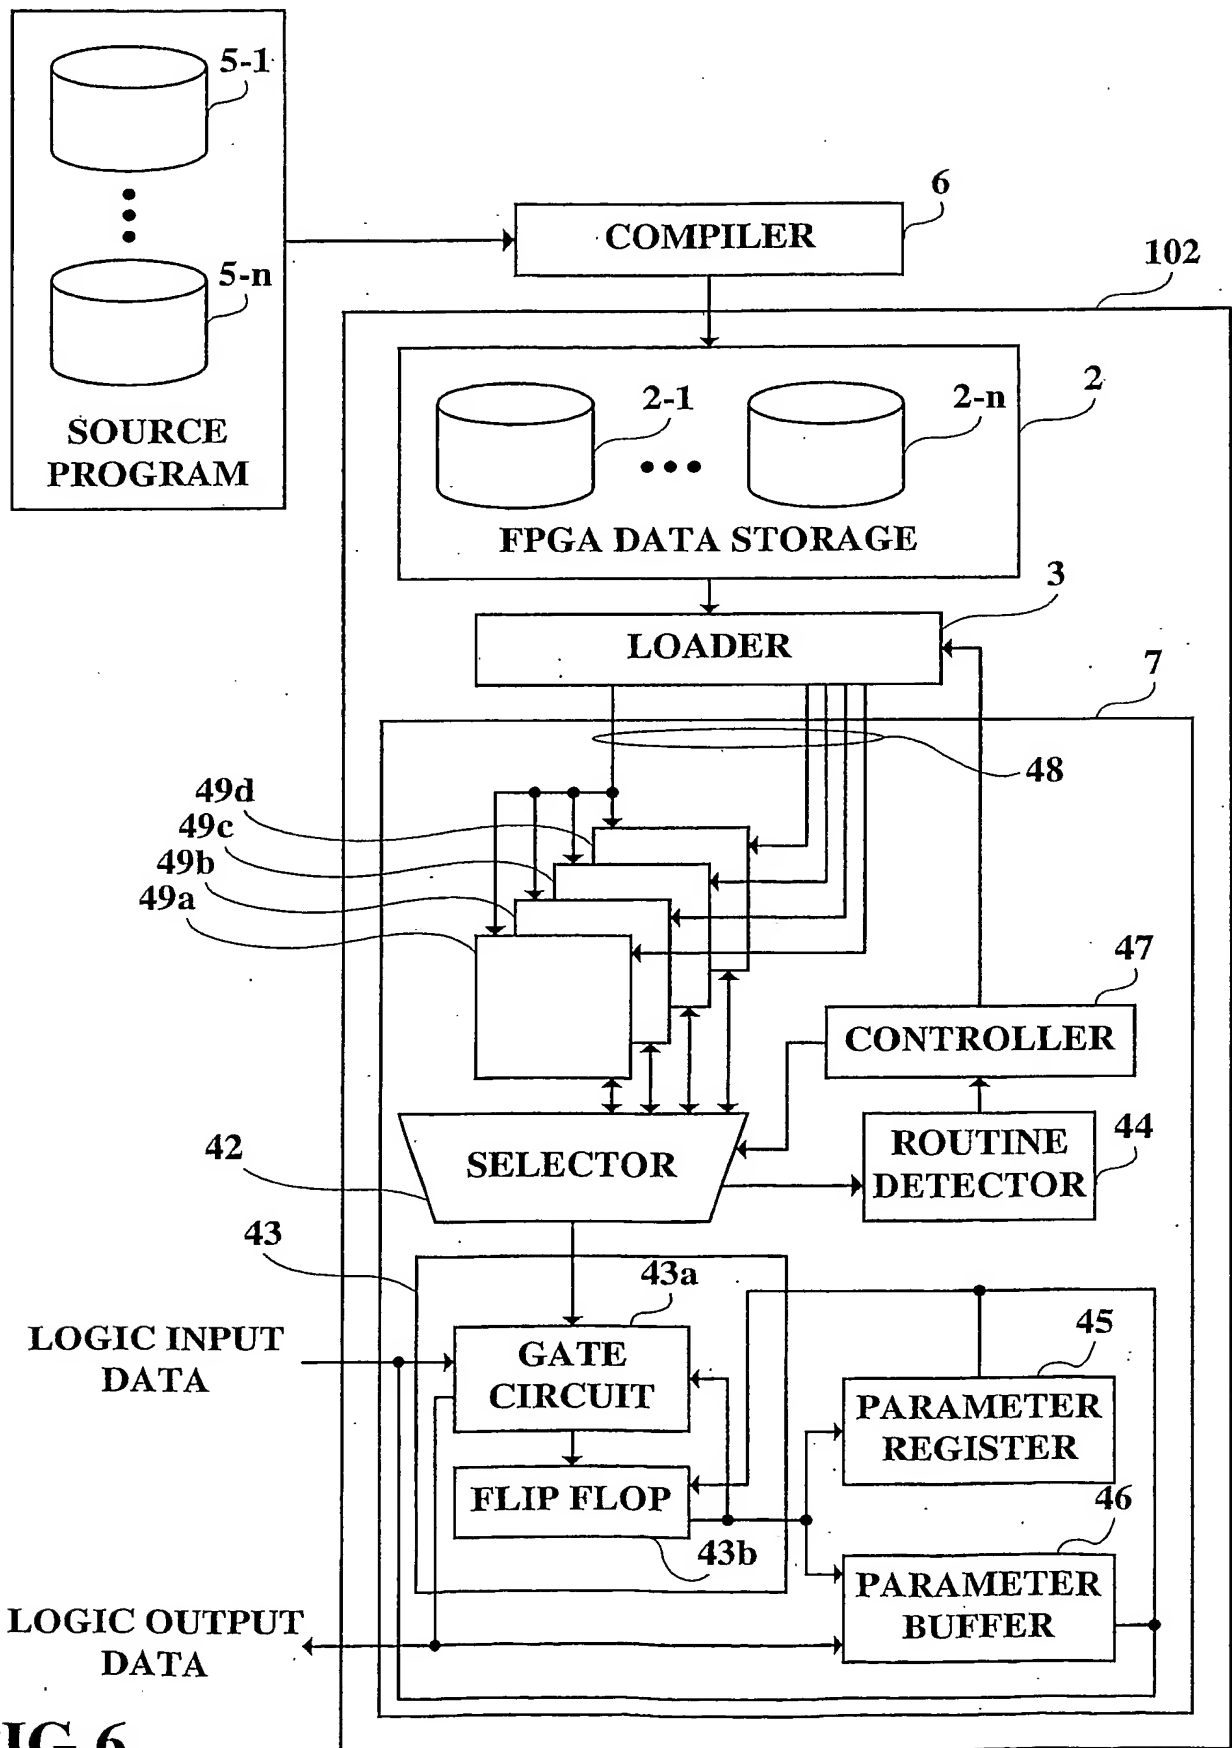 5-1
5-n
SOURCE
PROGRAM
6
COMPILER
102
2-1
2-n
2
FPGA DATA STORAGE
3
LOADER
7
48
49d
49c
49b
49a
47
CONTROLLER
42
SELECTOR
ROUTINE
DETECTOR
44
43
43a
LOGIC INPUT
DATA
GATE
CIRCUIT
45
PARAMETER
REGISTER
FLIP FLOP
43b
46
PARAMETER
BUFFER
LOGIC OUTPUT
DATA
IG 6